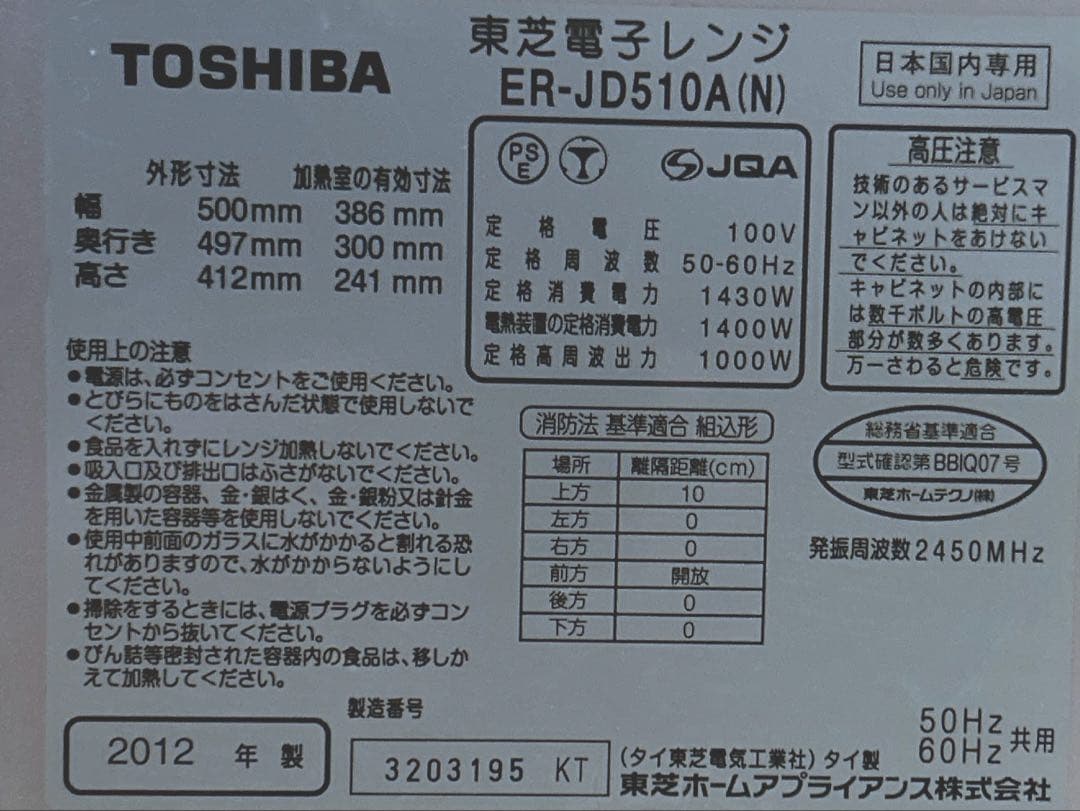 TOSHIBA
東芝電子レンジ
ER-JD510A(N)
日本国内専用
Use only in Japan
外形寸法 加熱室の有効寸法
幅 500mm 386 mm
奥行き 497mm 300 mm
高さ 412mm 241 mm
PS
E
JQA
定格電圧 100V
定格周波数 50-60Hz
定格消費電力 1430W
電熱装置の定格消費電力 1400W
定格高周波出力 1000W
高圧注意
技術のあるサービスマ
ン以外の人は絶対にキ
ャビネットをあけない
でください。
キャビネットの内部に
は数千ボルトの高電圧
部分が数多くあります。
万一さわると危険です。
使用上の注意
●電源は、必ずコンセントをご使用ください。
●とびらにものをはさんだ状態で使用しないで
ください。
●食品を入れずにレンジ加熱しないでください。
●吸入口及び排出口はふさがないでください。
●金属製の容器、金・銀はく、金・銀粉又は針金
を用いた容器等を使用しないでください。
●使用中前面のガラスに水がかかると割れる恐
れがありますので、水がかからないようにし
てください。
●掃除をするときには、電源プラグを必ずコン
セントから抜いてください。
●びん詰等密封された容器内の食品は、移しか
えて加熱してください。
消防法 基準適合 組込形
場所 離隔距離(cm)
上方 10
左方 0
右方 0
前方 開放
後方 0
下方 0
総務省基準適合
型式確認第BBIQ07号
東芝ホームテクノ(株)
発振周波数2450MHz
2012 年 製
製造番号
3203195 KT
50Hz
60Hz 共用
(タイ東芝電気工業社) タイ製
東芝ホームアプライアンス株式会社